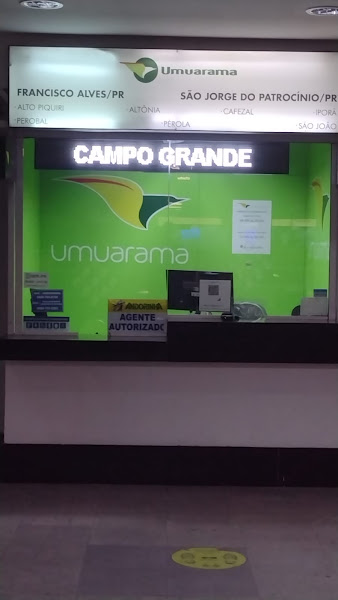 Umuarama
FRANCISCO ALVES/PR
SÃO JORGE DO PATROCÍNIO/PR
·ALTO PIQUIRI
·ALTÔNIA
·CAFEZAL
·IPORÃ
·PEROBAL
·PÉROLA
·SÃO JOÃO
CAMPO GRANDE
umuarama
ANDORINHA
AGENTE
AUTORIZADO